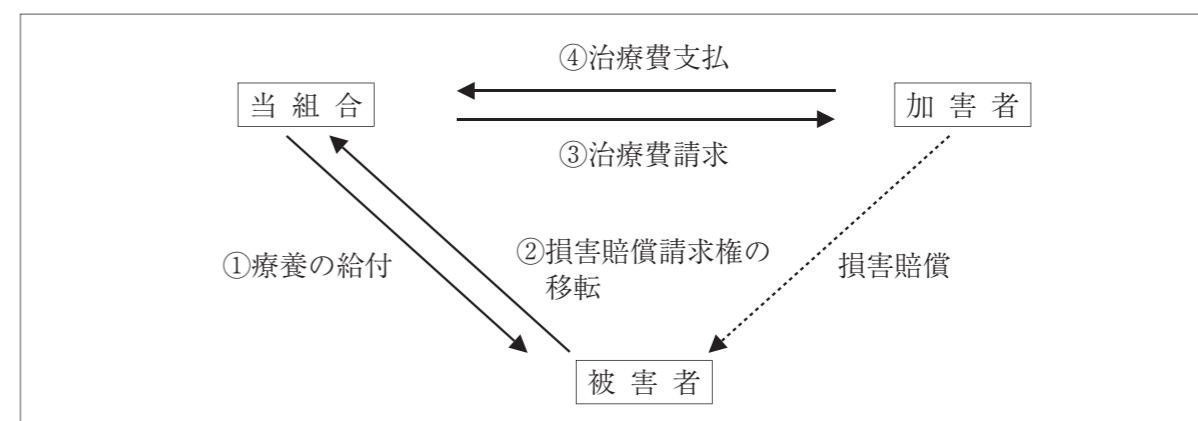 ④治療費支払
当組合
加害者
③治療費請求
①療養の給付
②損害賠償請求権の
移転
損害賠償
被害者